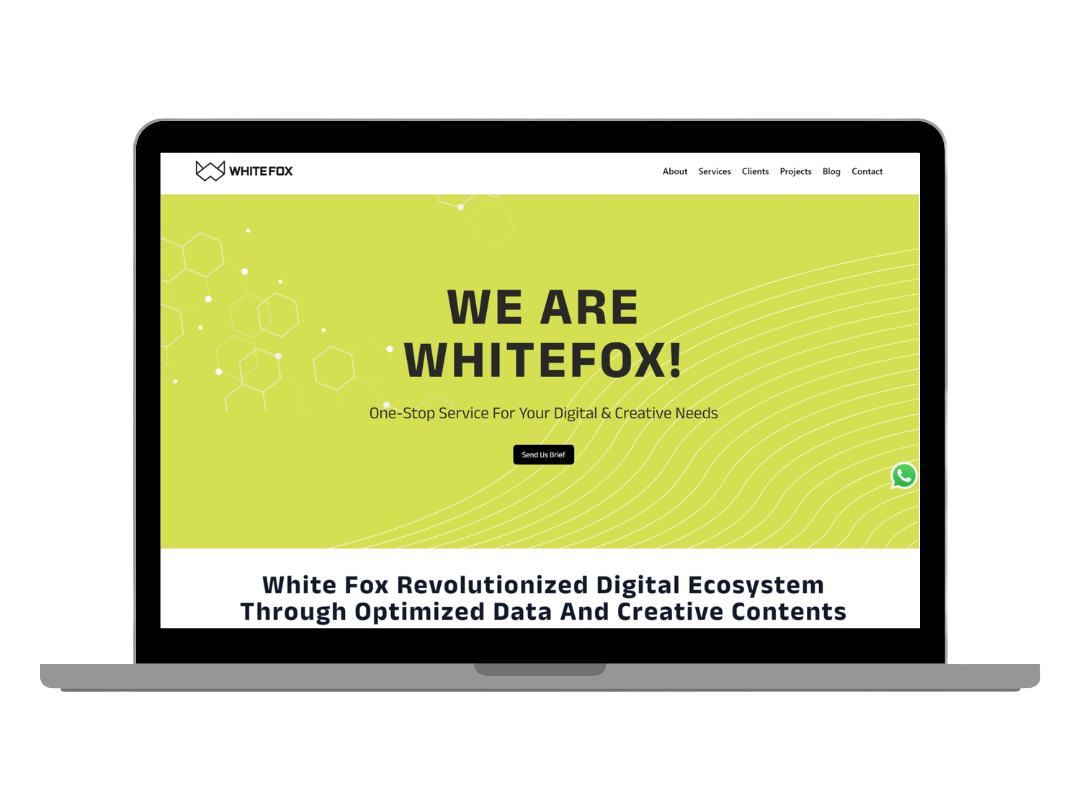 WHITEFOX
About Services Clients Projects Blog Contact
WE ARE
WHITEFOX!
One-Stop Service For Your Digital & Creative Needs
Send Us Brief
White Fox Revolutionized Digital Ecosystem
Through Optimized Data And Creative Contents